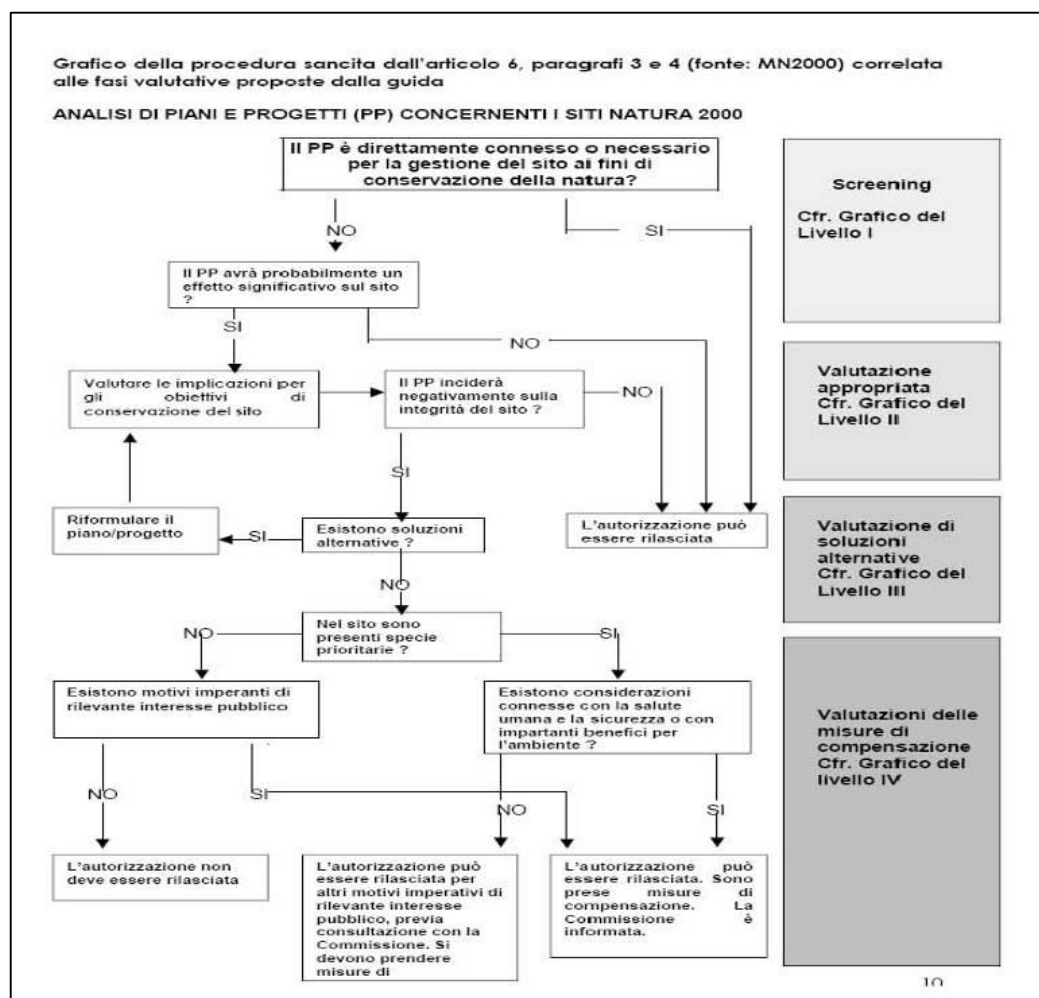 Grafico della procedura sancita dall'articolo 6, paragrafi 3 e 4 (fonte: MN2000) correlata
alle fasi valutative proposte dalla guida
ANALISI DI PIANI E PROGETTI (PP) CONCERNENTI I SITI NATURA 2000
Il PP è direttamente connesso o necessario
per la gestione del sito ai fini di
conservazione della natura?
Screening
Cfr. Grafico del
Livello I
NO
SI
Il PP avrà probabilmente un
effetto significativo sul sito
?
SI
NO
Valutazione
appropriata
Cfr. Grafico del
Livello II
Valutare le implicazioni per
gli obiettivi di
conservazione del sito
Il PP inciderà
negativamente sulla
integrità del sito ?
NO
SI
Riformulare il
piano/progetto
SI
Esistono soluzioni
alternative ?
L'autorizzazione può
essere rilasciata
Valutazione di
soluzioni
alternative
Cfr. Grafico del
Livello III
NO
Nel sito sono
presenti specie
prioritarie ?
NO
SI
Esistono motivi imperanti di
rilevante interesse pubblico
Esistono considerazioni
connesse con la salute
umana e la sicurezza o con
impartanti benefici per
l'ambiente ?
Valutazioni delle
misure di
compensazione
Cfr. Grafico del
livello IV
NO
SI
NO
SI
L'autorizzazione non
deve essere rilasciata
L'autorizzazione può
essere rilasciata per
altri motivi imperativi di
rilevante interesse
pubblico, previa
consultazione con la
Commissione. Si
devono prendere
misure di
L'autorizzazione può
essere rilasciata. Sono
prese misure di
compensazione. La
Commissione è
informata.
10